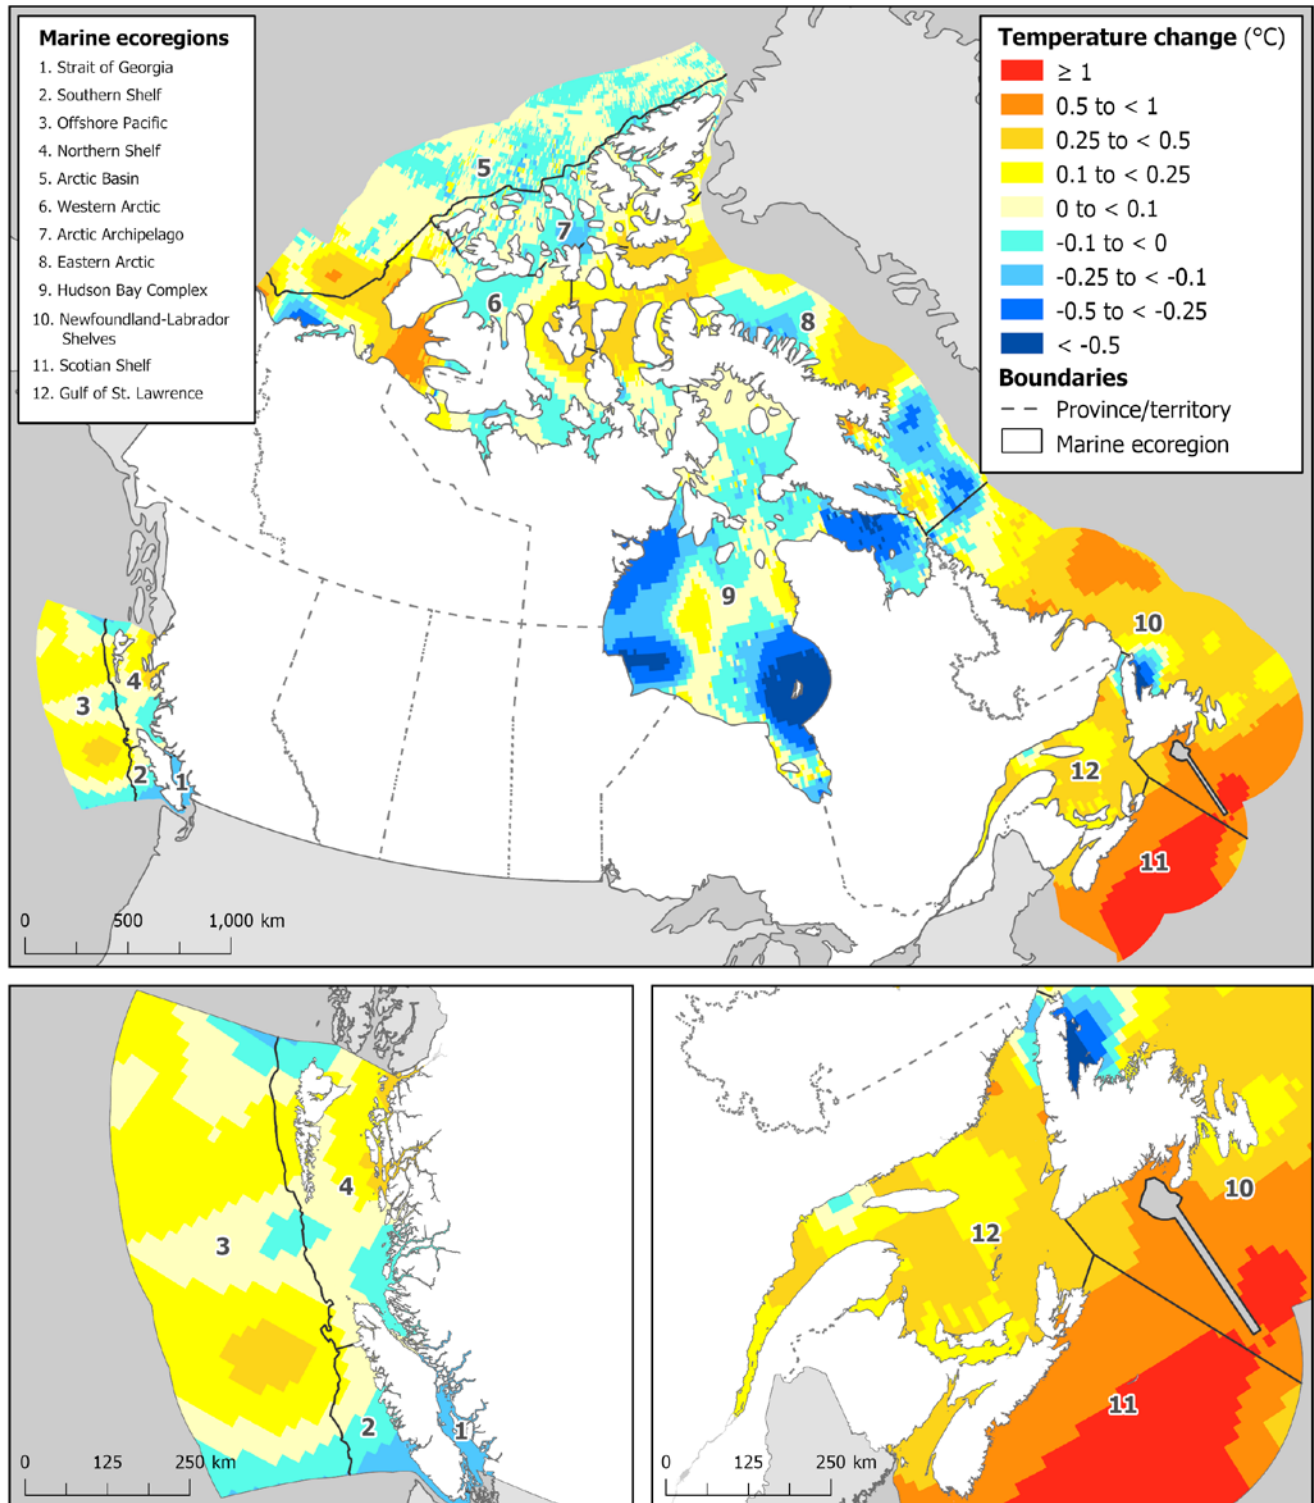 Marine ecoregions
1. Strait of Georgia
2. Southern Shelf
3. Offshore Pacific
4. Northern Shelf
5. Arctic Basin
6. Western Arctic
7. Arctic Archipelago
8. Eastern Arctic
9. Hudson Bay Complex
10. Newfoundland-Labrador
Shelves
11. Scotian Shelf
12. Gulf of St. Lawrence
Temperature change (°C)
≥ 1
0.5 to < 1
0.25 to < 0.5
0.1 to < 0.25
0 to < 0.1
-0.1 to < 0
-0.25 to < -0.1
-0.5 to < -0.25
< -0.5
Boundaries
Province/territory
Marine ecoregion
5
7
6
8
9
10
4
3
2
1
12
11
0 500 1,000 km
4
3
2
1
0 125 250 km
10
12
11
0 125 250 km